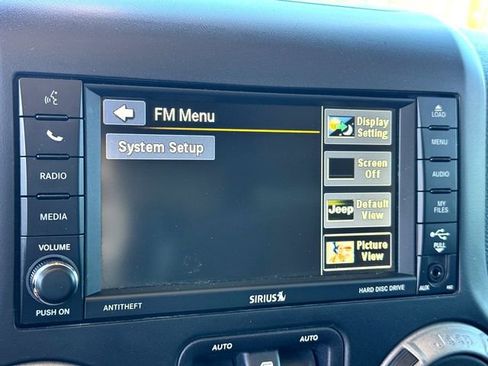 FM Menu
System Setup
Display
Setting
Screen
Off
Jeep
Default
View
Picture
View
RADIO
MEDIA
VOLUME
PUSH ON
LOAD
MENU
AUDIO
MY
FILES
PULL
AUX
ANTITHEFT
SIRIUS
HARD DISC DRIVE
AUTO
AUTO
Jeep